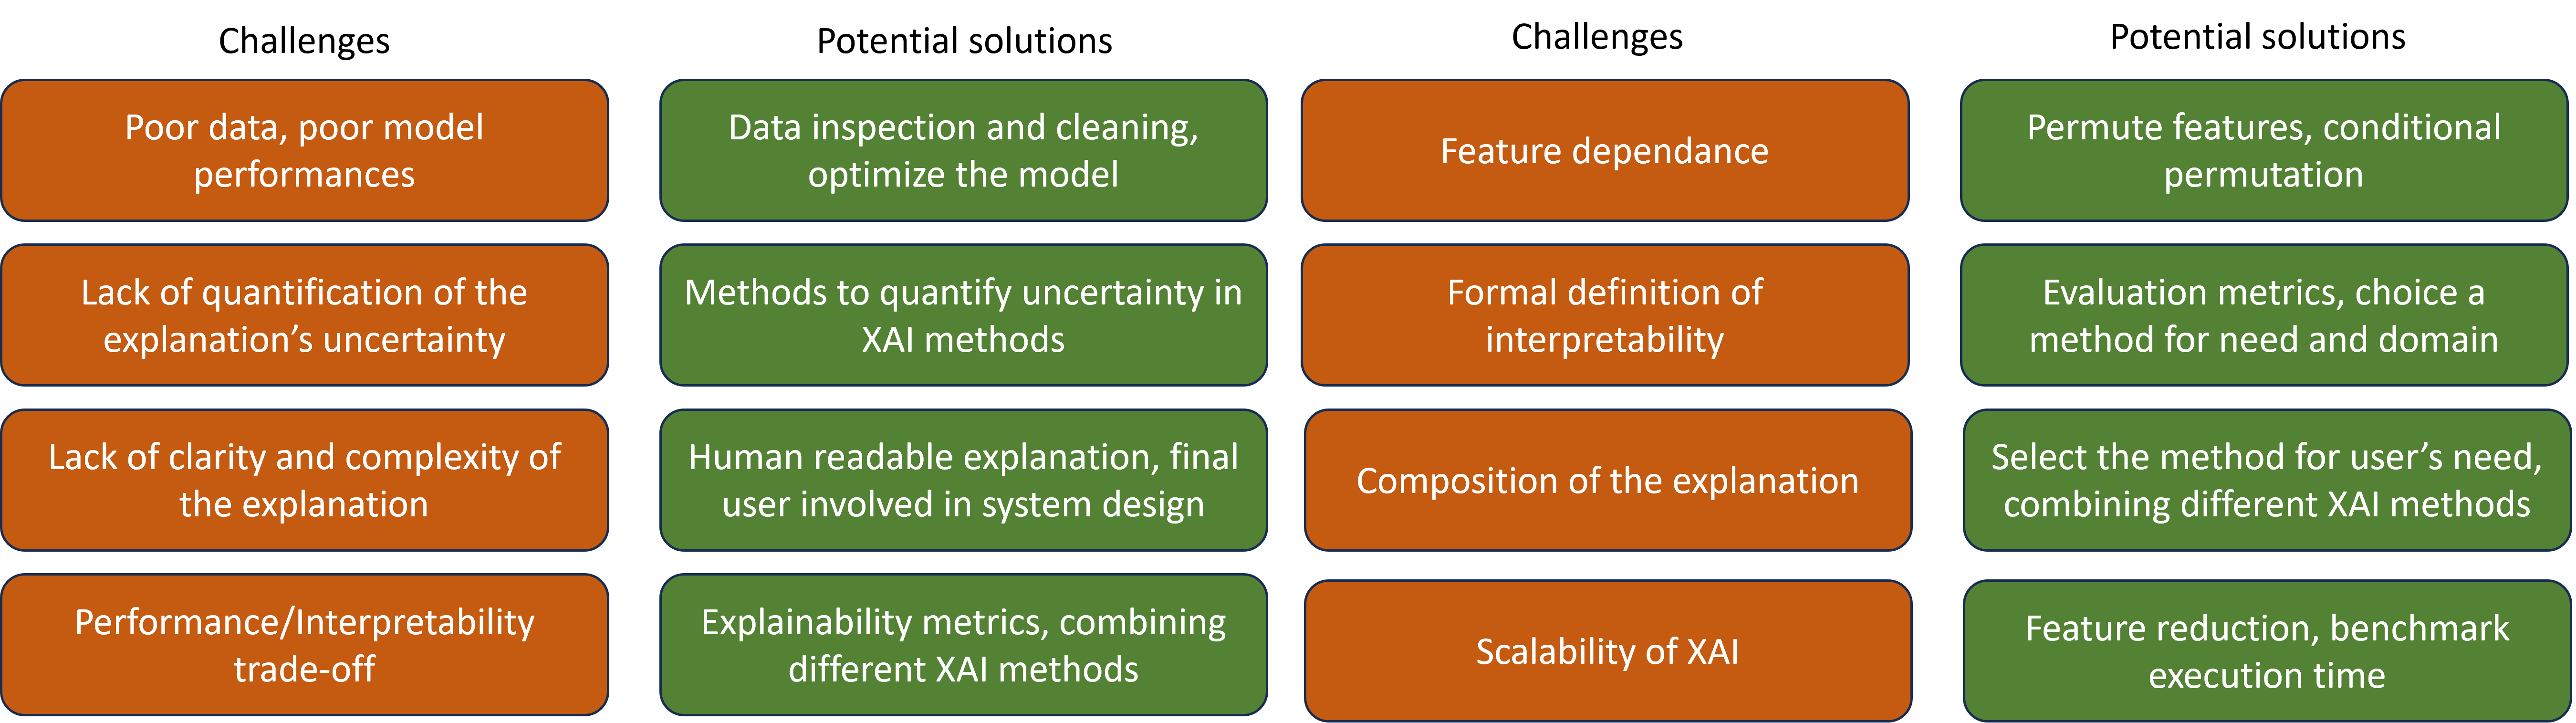 Challenges
Potential solutions
Challenges
Potential solutions
Poor data, poor model
performances
Data inspection and cleaning,
optimize the model
Feature dependance
Permute features, conditional
permutation
Lack of quantification of the
explanation’s uncertainty
Methods to quantify uncertainty in
XAI methods
Formal definition of
interpretability
Evaluation metrics, choice a
method for need and domain
Lack of clarity and complexity of
the explanation
Human readable explanation, final
user involved in system design
Composition of the explanation
Select the method for user’s need,
combining different XAI methods
Performance/Interpretability
trade-off
Explainability metrics, combining
different XAI methods
Scalability of XAI
Feature reduction, benchmark
execution time